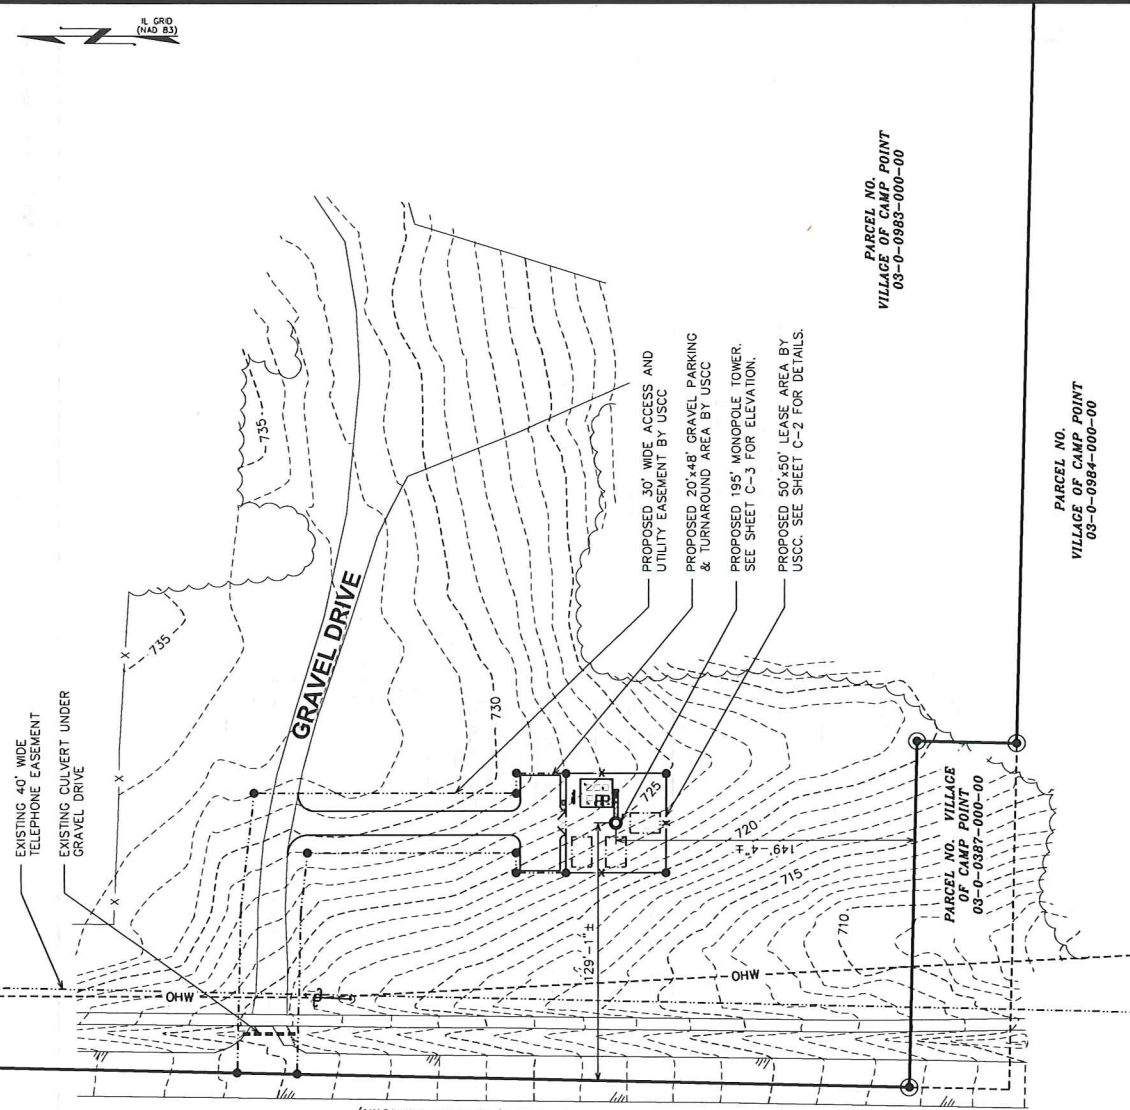 IL GRID
(NAD 83)
PARCEL NO.
VILLAGE OF CAMP POINT
03-0-0983-000-00
PARCEL NO.
VILLAGE OF CAMP POINT
03-0-0984-000-00
PROPOSED 30' WIDE ACCESS AND
UTILITY EASEMENT BY USCC
PROPOSED 20'x48' GRAVEL PARKING
& TURNAROUND AREA BY USCC
PROPOSED 195' MONOPOLE TOWER.
SEE SHEET C-3 FOR ELEVATION.
PROPOSED 50'x50' LEASE AREA BY
USCC. SEE SHEET C-2 FOR DETAILS.
735
735
GRAVEL DRIVE
730
EXISTING 40' WIDE
TELEPHONE EASEMENT
EXISTING CULVERT UNDER
GRAVEL DRIVE
725
720
149'-4"±
715
710
PARCEL NO. VILLAGE
OF CAMP POINT
03-0-0387-000-00
129'-1"±
OHW
OHW
OHW